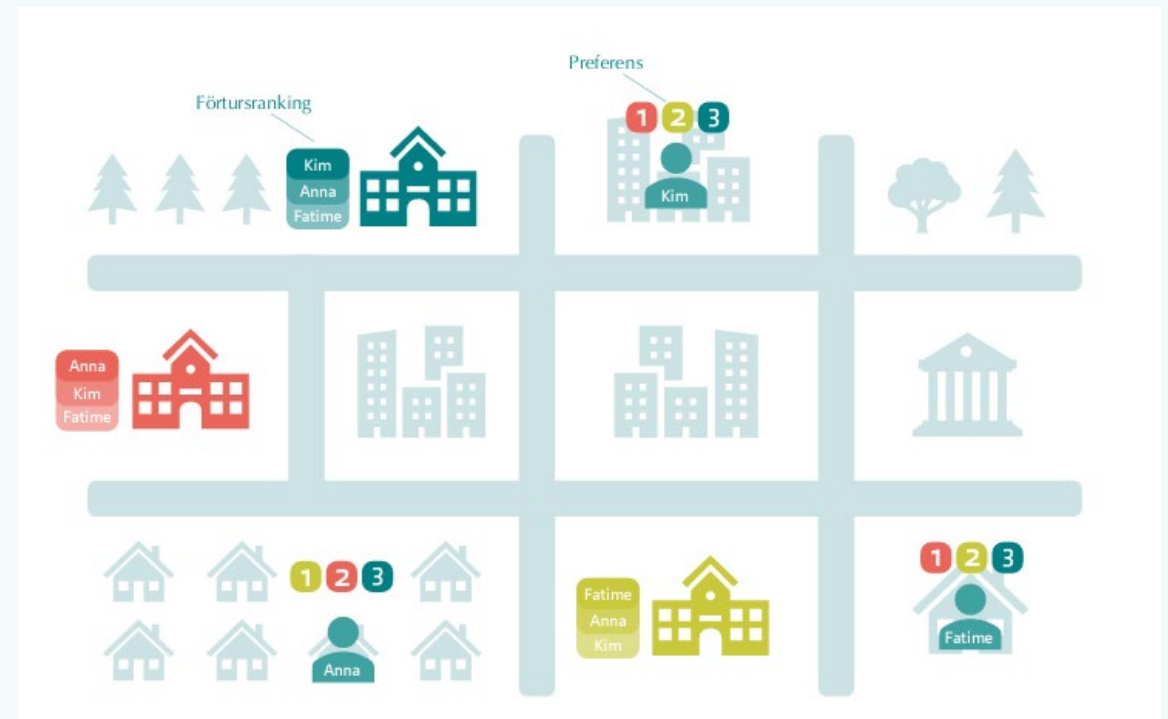 Preferens
Förtursranking
1 2 3
Kim
Anna
Fatime
Kim
Anna
Kim
Fatime
1 2 3
Anna
Fatime
Anna
Kim
1 2 3
Fatime